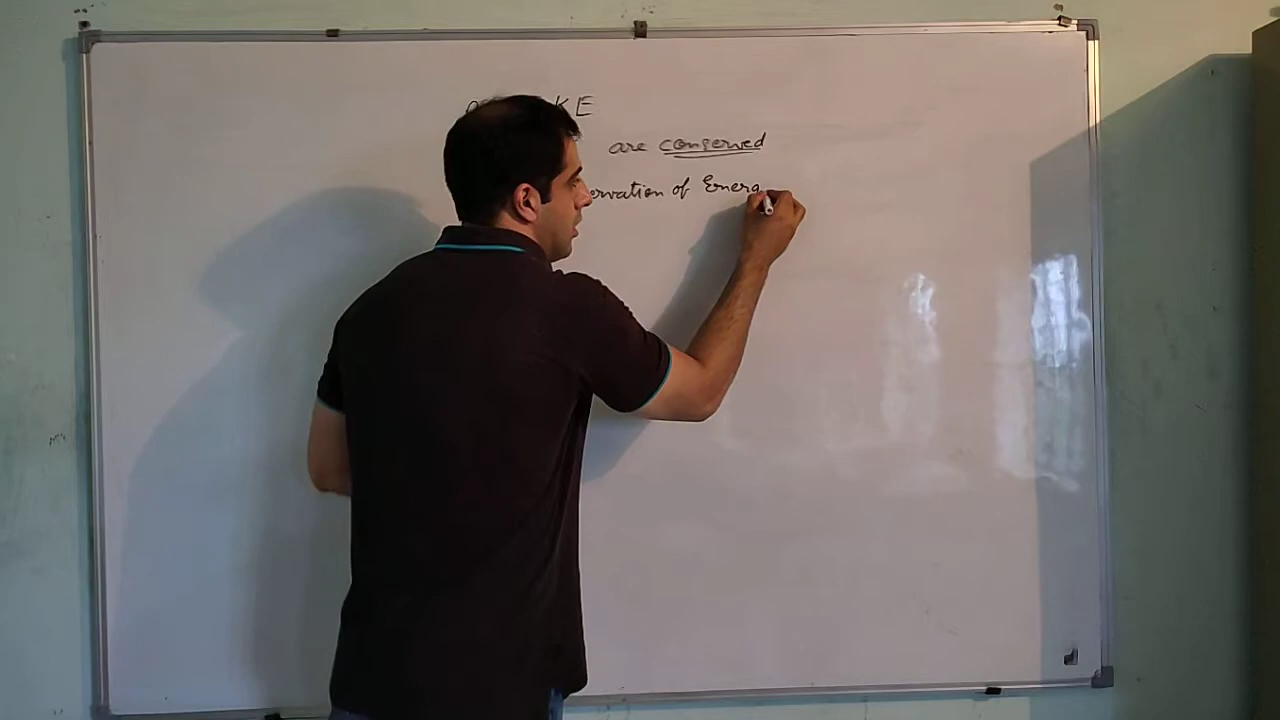 KE
are conserved
ervation of Energ